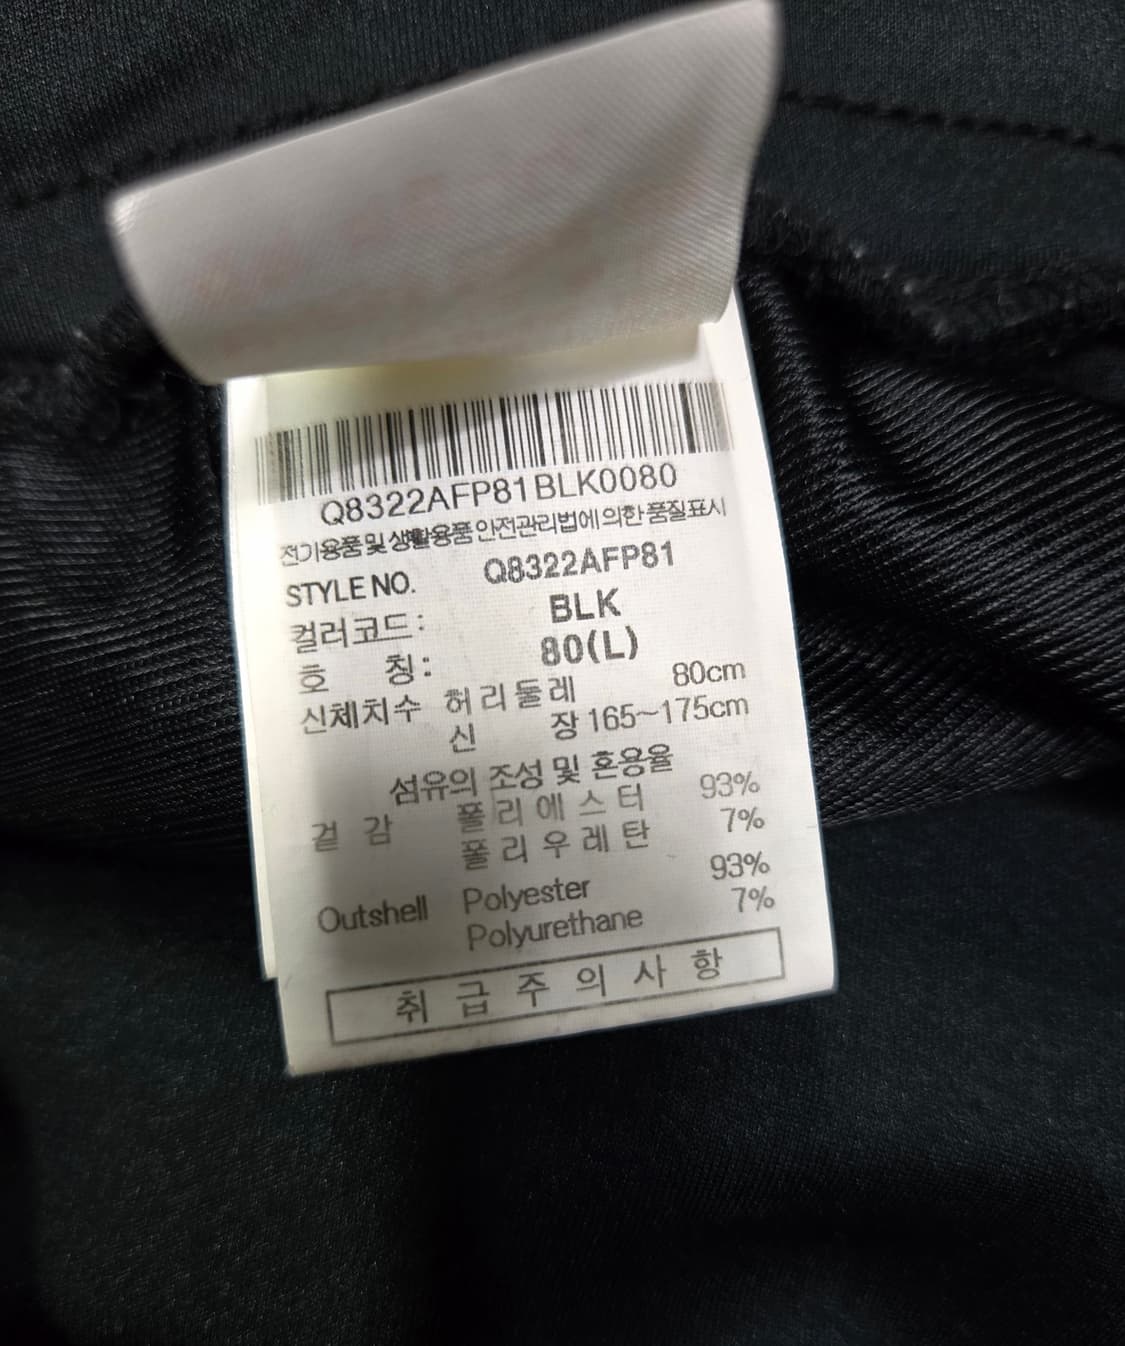 Q8322AFP81BLK0080
전기용품 및 생활용품 안전관리법에 의한 품질표시
STYLE NO. Q8322AFP81
컬러코드: BLK
호 칭: 80(L)
신체치수 허리둘레 80cm
신 장 165~175cm
섬유의 조성 및 혼용율
겉감 폴리에스터 93%
폴리우레탄 7%
Outshell Polyester 93%
Polyurethane 7%
취급주의사항